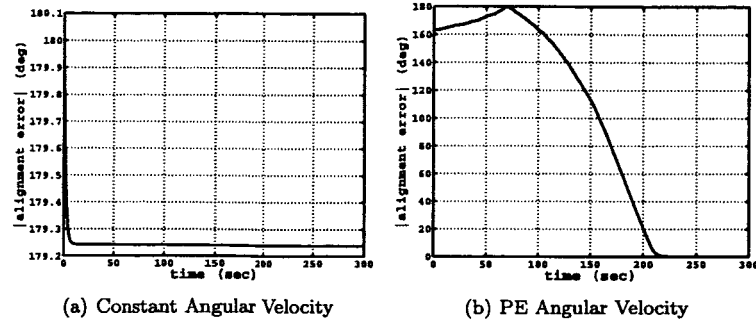 |alignment error| (deg)
180.1
180
179.9
179.8
179.7
179.6
179.5
179.4
179.3
179.2
0 50 100 150 200 250 300
time (sec)
(a) Constant Angular Velocity
|alignment error| (deg)
180
160
140
120
100
80
60
40
20
0
0 50 100 150 200 250 300
time (sec)
(b) PE Angular Velocity